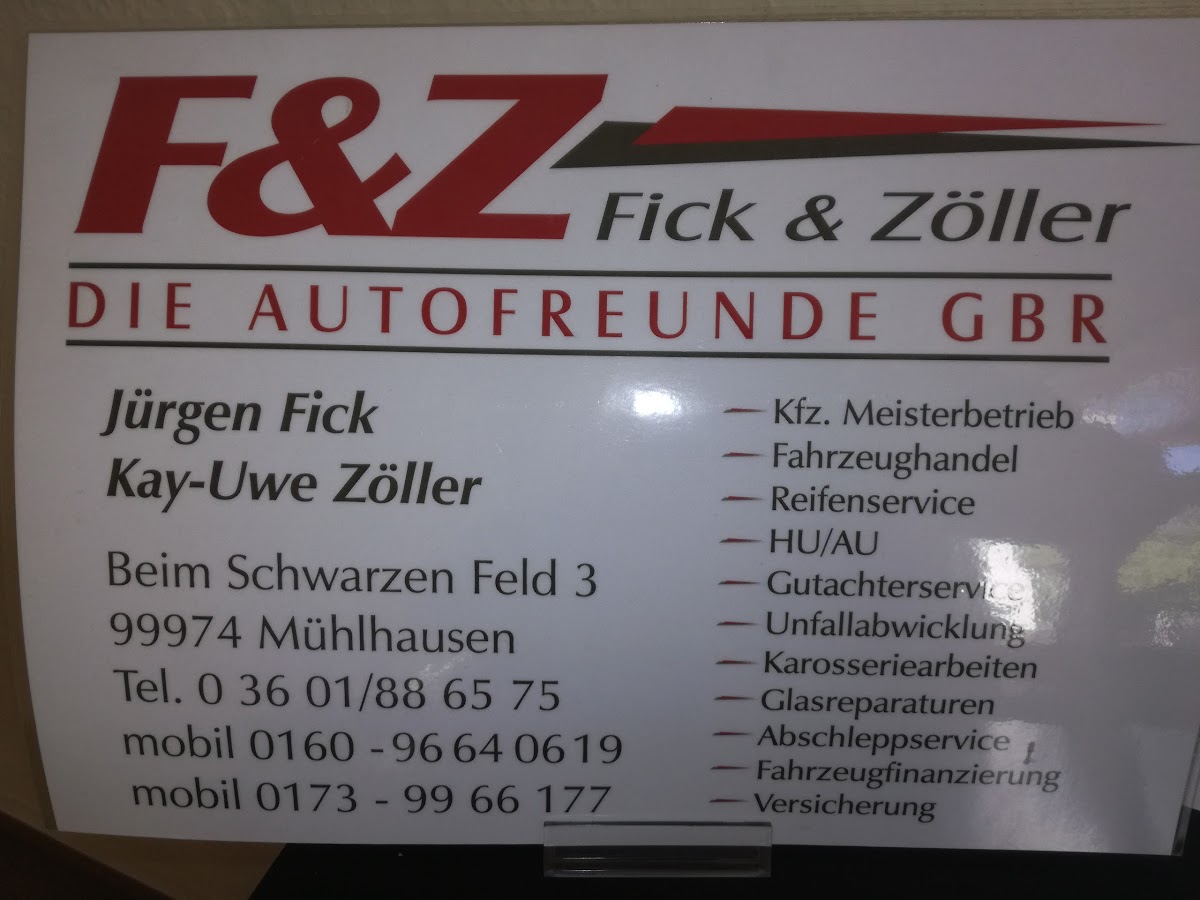 F&Z
Fick & Zöller
DIE AUTOFREUNDE GBR
Jürgen Fick
Kay-Uwe Zöller
Beim Schwarzen Feld 3
99974 Mühlhausen
Tel. 0 36 01/88 65 75
mobil 0160 - 96 64 06 19
mobil 0173 - 99 66 177
Kfz. Meisterbetrieb
Fahrzeughandel
Reifenservice
HU/AU
Gutachterservice
Unfallabwicklung
Karosseriearbeiten
Glasreparaturen
Abschleppservice
Fahrzeugfinanzierung
Versicherung